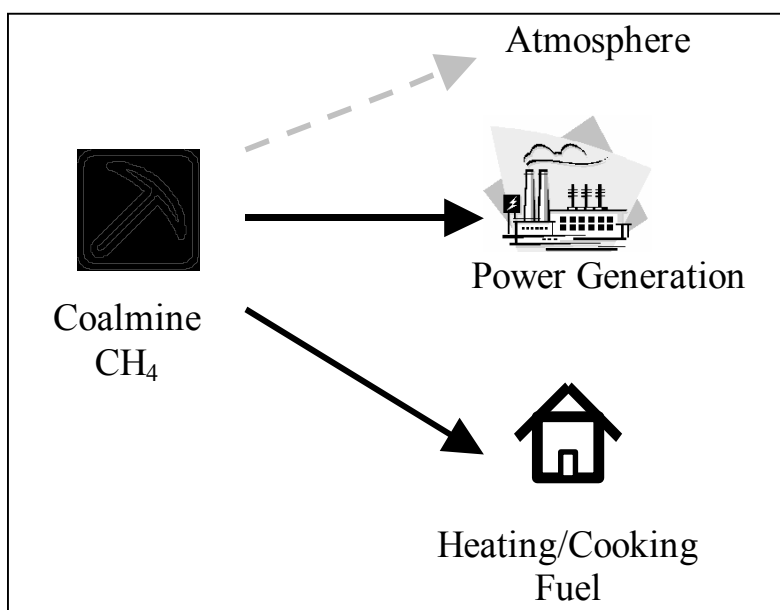 Atmosphere
Power Generation
Coalmine
CH₄
Heating/Cooking
Fuel